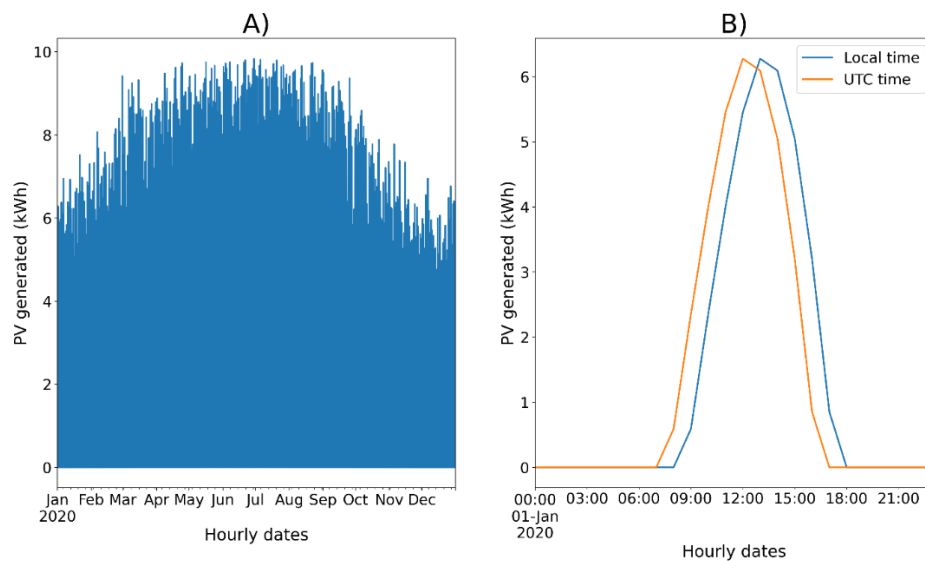 A)
PV generated (kWh)
10
8
6
4
2
0
Jan Feb Mar Apr May Jun Jul Aug Sep Oct Nov Dec
2020
Hourly dates
B)
PV generated (kWh)
Local time
UTC time
6
5
4
3
2
1
0
00:00 03:00 06:00 09:00 12:00 15:00 18:00 21:00
01-Jan
2020
Hourly dates